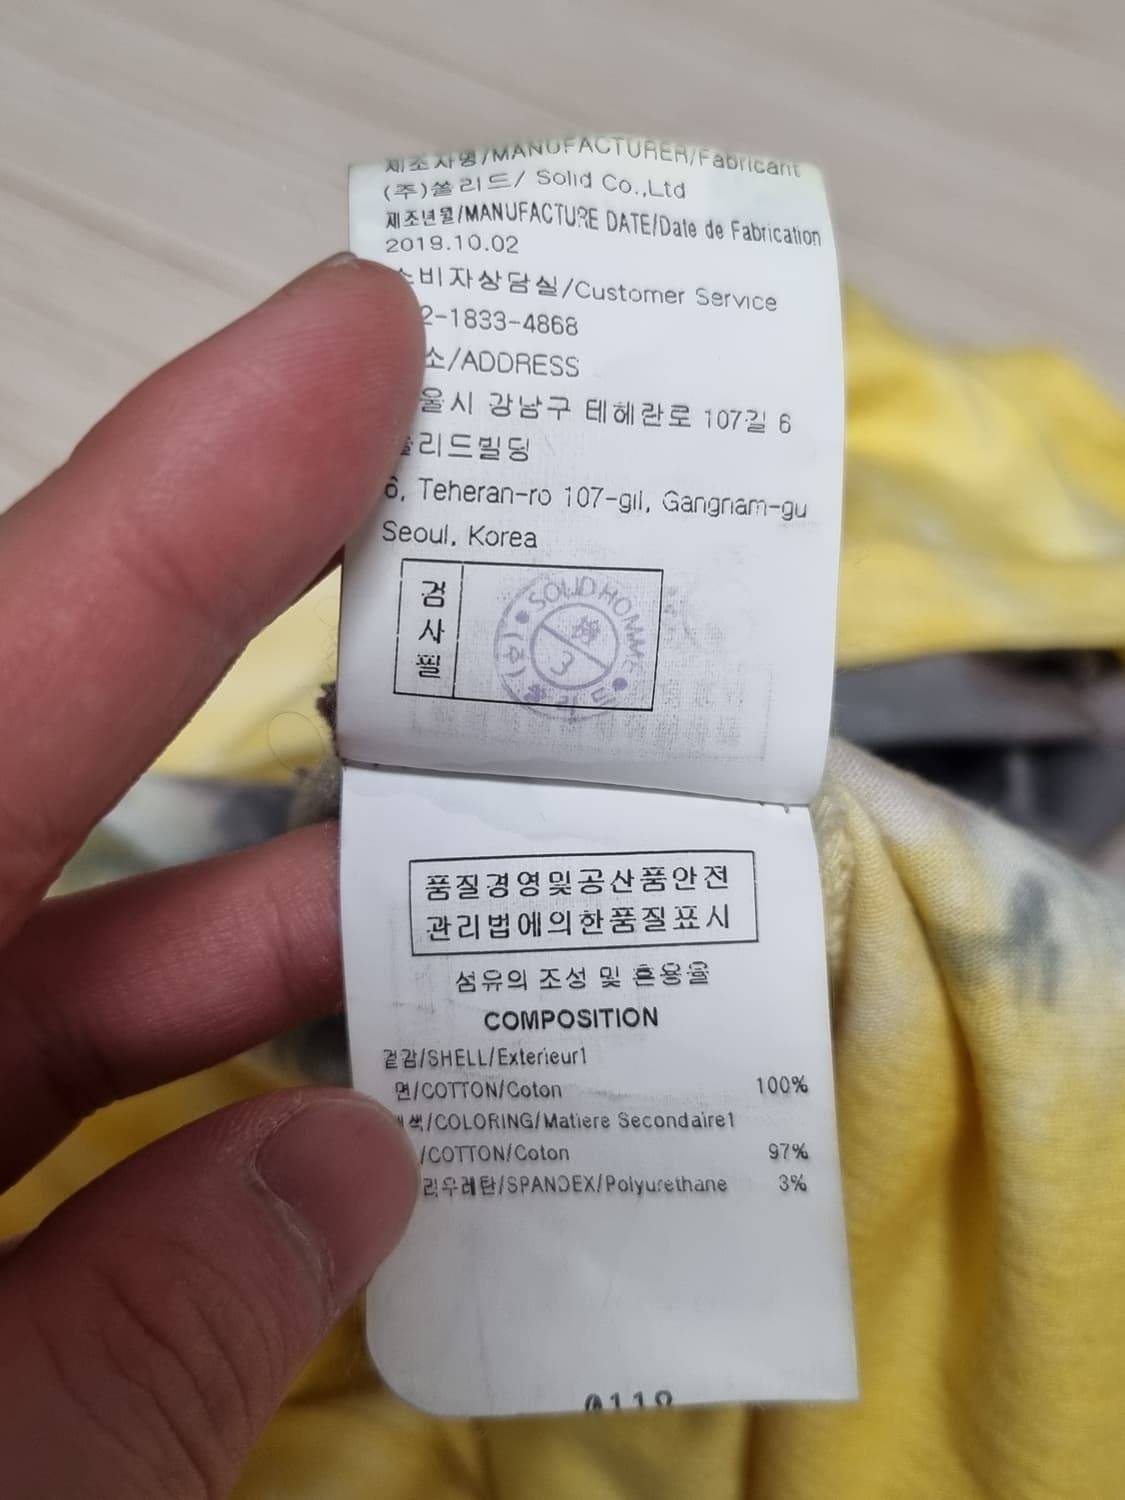 제조자명/MANUFACTURER/Fabricant
(주)쏠리드/ Solid Co.,Ltd
제조년월/MANUFACTURE DATE/Date de Fabrication
2019.10.02
소비자상담실/Customer Service
2-1833-4868
소/ADDRESS
울시 강남구 테헤란로 107길 6
리드빌딩
6, Teheran-ro 107-gil, Gangnam-gu
Seoul, Korea
검사필
SOLID HOMME
3
(주)쏠리드
품질경영및공산품안전
관리법에의한품질표시
섬유의 조성 및 혼용율
COMPOSITION
겉감/SHELL/Exterieur1
면/COTTON/Coton 100%
색/COLORING/Matiere Secondaire1
/COTTON/Coton 97%
리우레탄/SPANDEX/Polyurethane 3%